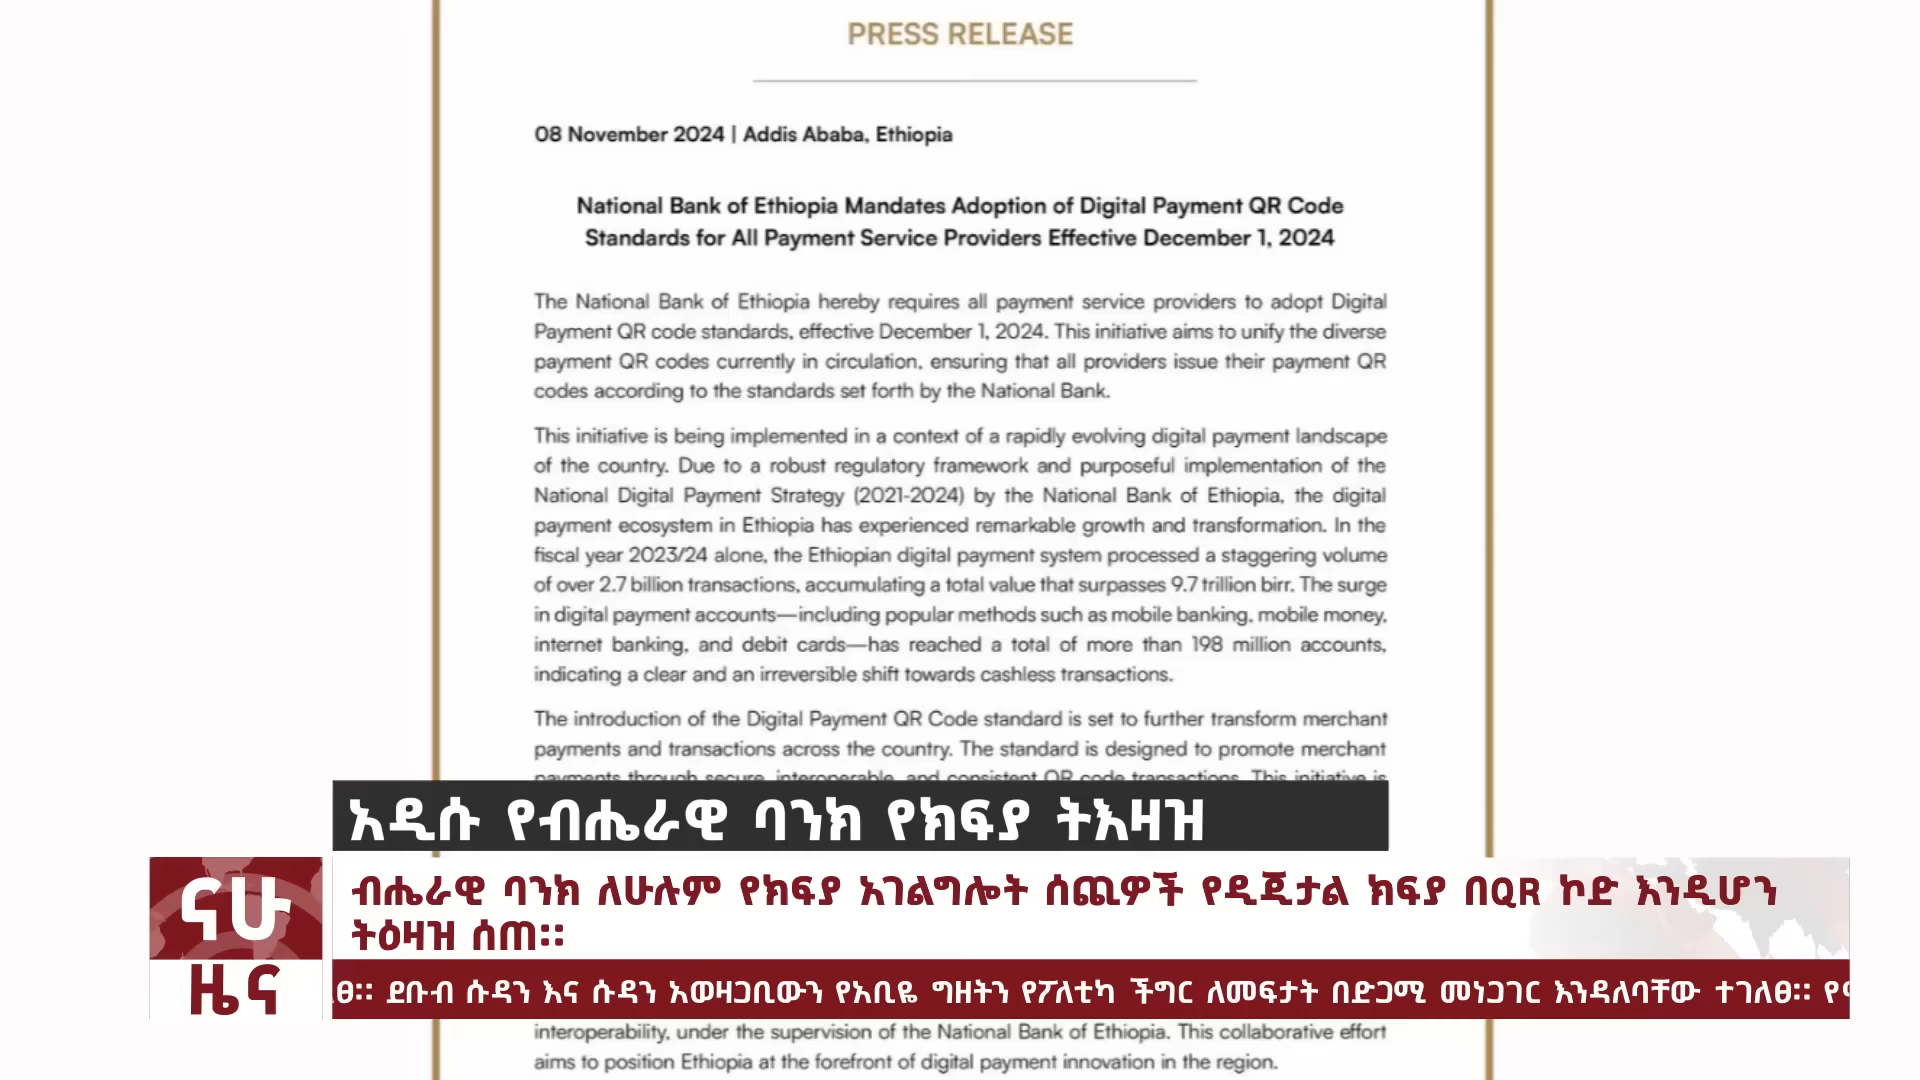 PRESS RELEASE
08 November 2024 | Addis Ababa, Ethiopia
National Bank of Ethiopia Mandates Adoption of Digital Payment QR Code
Standards for All Payment Service Providers Effective December 1, 2024
The National Bank of Ethiopia hereby requires all payment service providers to adopt Digital
Payment QR code standards, effective December 1, 2024. This initiative aims to unify the diverse
payment QR codes currently in circulation, ensuring that all providers issue their payment QR
codes according to the standards set forth by the National Bank.
This initiative is being implemented in a context of a rapidly evolving digital payment landscape
of the country. Due to a robust regulatory framework and purposeful implementation of the
National Digital Payment Strategy (2021-2024) by the National Bank of Ethiopia, the digital
payment ecosystem in Ethiopia has experienced remarkable growth and transformation. In the
fiscal year 2023/24 alone, the Ethiopian digital payment system processed a staggering volume
of over 2.7 billion transactions, accumulating a total value that surpasses 9.7 trillion birr. The surge
in digital payment accounts—including popular methods such as mobile banking, mobile money,
internet banking, and debit cards—has reached a total of more than 198 million accounts,
indicating a clear and an irreversible shift towards cashless transactions.
The introduction of the Digital Payment QR Code standard is set to further transform merchant
payments and transactions across the country. The standard is designed to promote merchant
payments through secure, interoperable, and consistent QR code transactions. This initiative is
አዲሱ የብሔራዊ ባንክ የክፍያ ትእዛዝ
ብሔራዊ ባንክ ለሁሉም የክፍያ አገልግሎት ሰጪዎች የዲጂታል ክፍያ በQR ኮድ እንዲሆን
ትዕዛዝ ሰጠ።
ናሁ
ዜና
ደቡብ ሱዳን እና ሱዳን አወዛጋቢውን የአቢዬ ግዘትን የፖለቲካ ችግር ለመፍታት በድጋሚ መነጋገር እንዳለባቸው ተገለፀ።
interoperability, under the supervision of the National Bank of Ethiopia. This collaborative effort
aims to position Ethiopia at the forefront of digital payment innovation in the region.